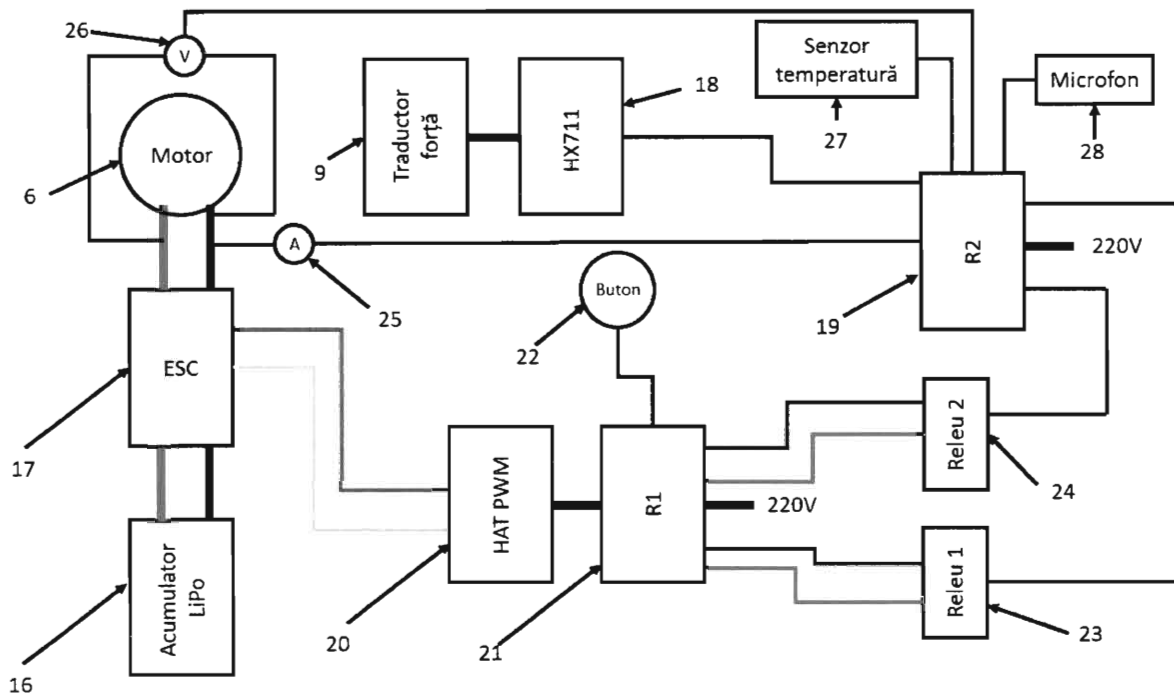 26
V
Motor
6
Traductor
forță
9
HX711
18
Senzor
temperatură
27
Microfon
28
A
25
R2
220V
19
Buton
22
ESC
17
HAT PWM
20
R1
220V
21
Releu 2
24
Releu 1
23
Acumulator
LiPo
16